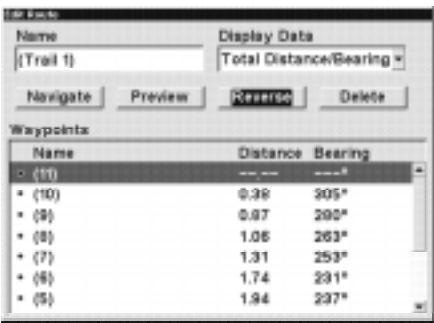 Edit Route
Name Display Data
(Trail 1) Total Distance/Bearing
Navigate Preview Reverse Delete
Waypoints
Name Distance Bearing
(11) --.-- ---°
(10) 0.38 305°
(9) 0.87 280°
(8) 1.06 263°
(7) 1.31 253°
(6) 1.74 231°
(5) 1.94 237°